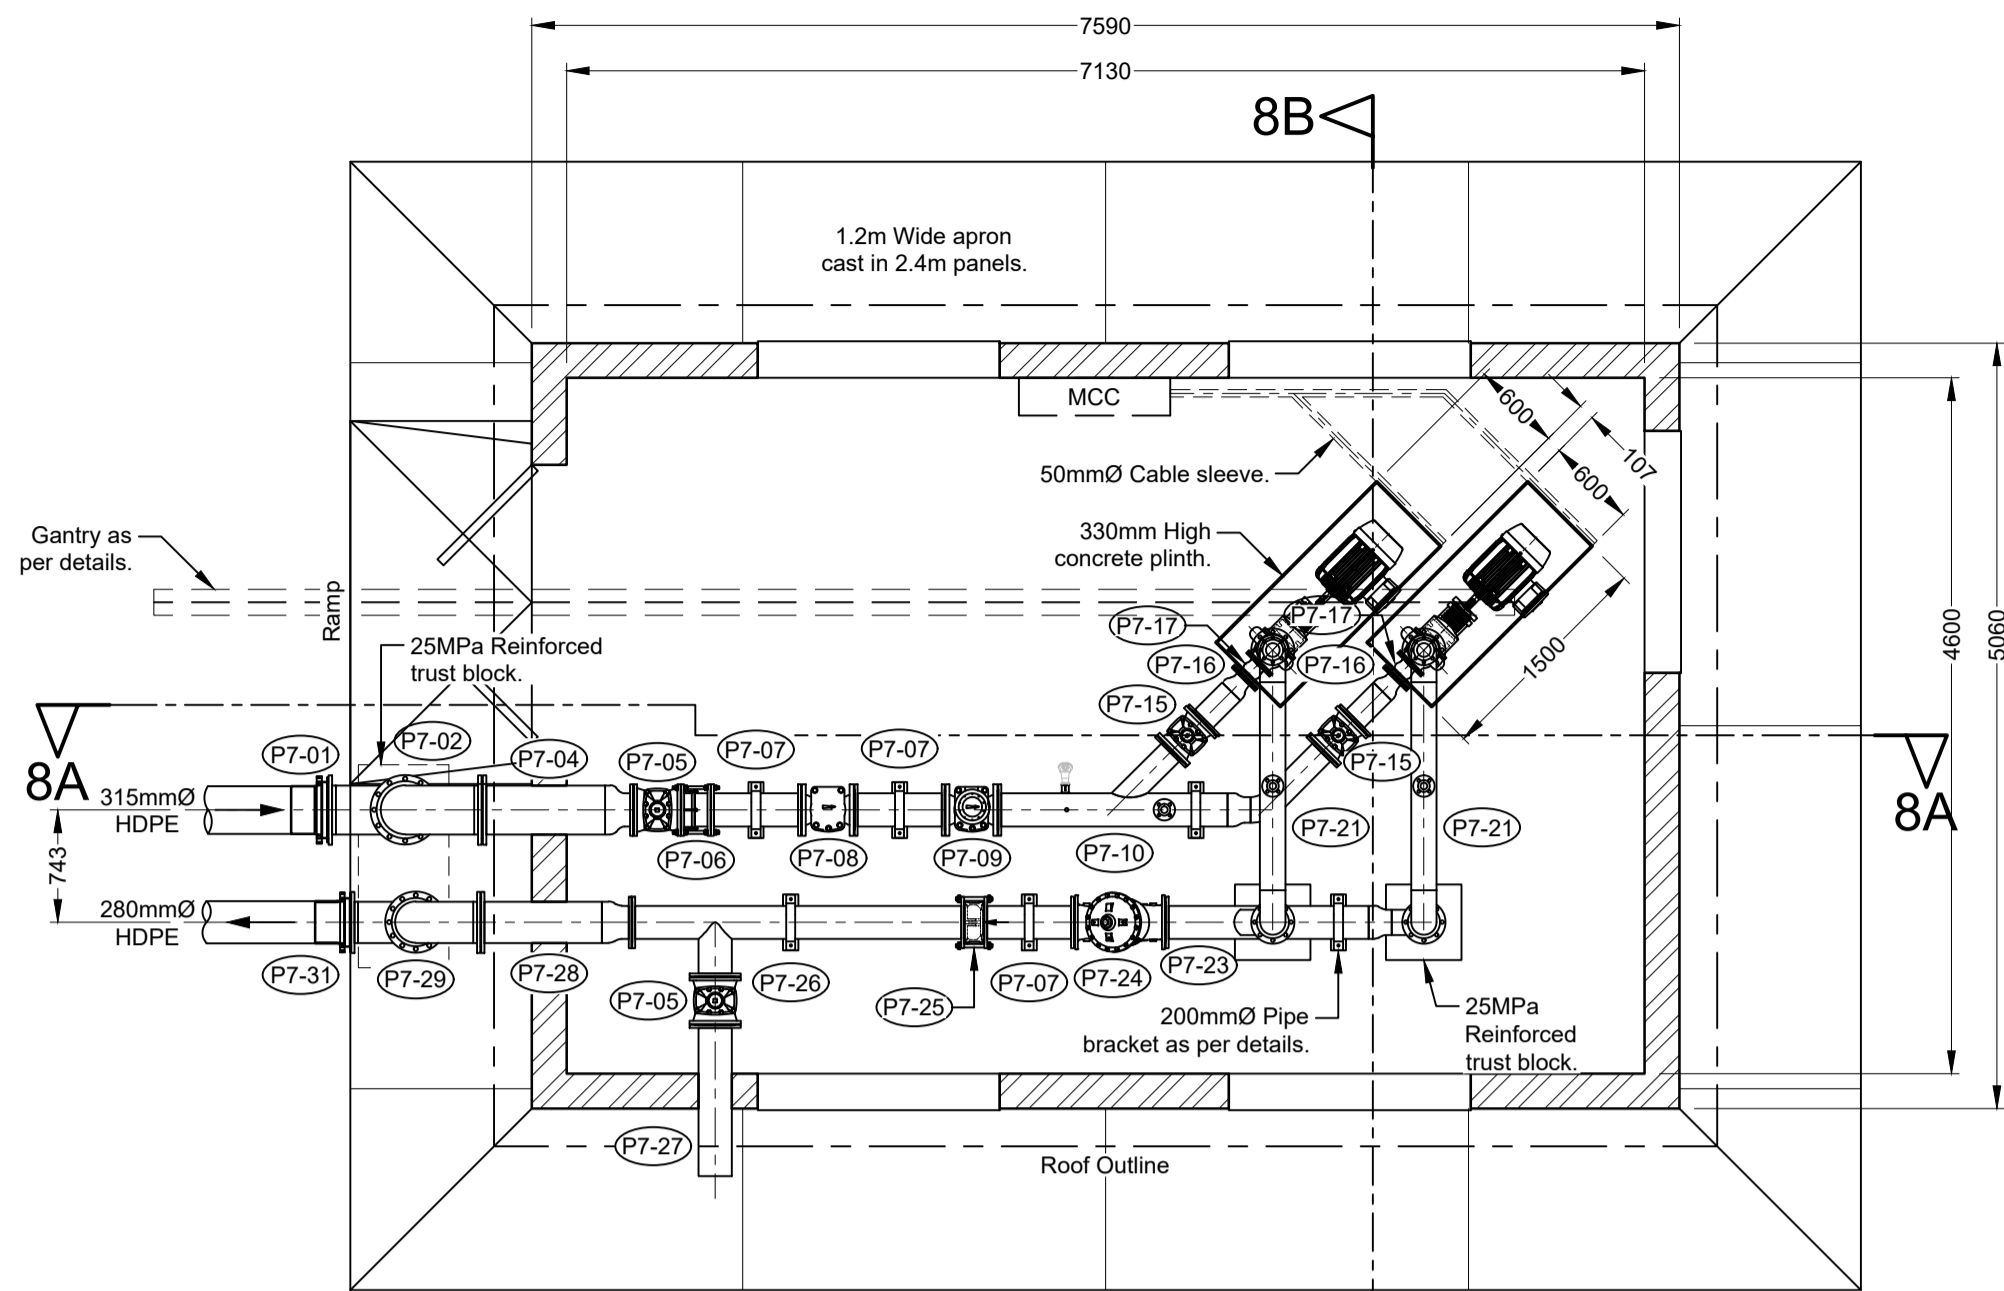 7590
7130
8B
1.2m Wide apron
cast in 2.4m panels.
MCC
600
107
600
50mmØ Cable sleeve.
330mm High
concrete plinth.
Gantry as
per details.
Ramp
P7-17
P7-17
1500
4600
5060
25MPa Reinforced
trust block.
P7-16
P7-16
P7-15
P7-01
P7-02
P7-04
P7-05
P7-07
P7-07
P7-15
8A
8A
315mmØ
HDPE
P7-06
P7-08
P7-09
P7-10
P7-21
P7-21
743
280mmØ
HDPE
P7-31
P7-29
P7-28
P7-05
P7-26
P7-25
P7-07
P7-24
P7-23
200mmØ Pipe
bracket as per details.
25MPa
Reinforced
trust block.
P7-27
Roof Outline